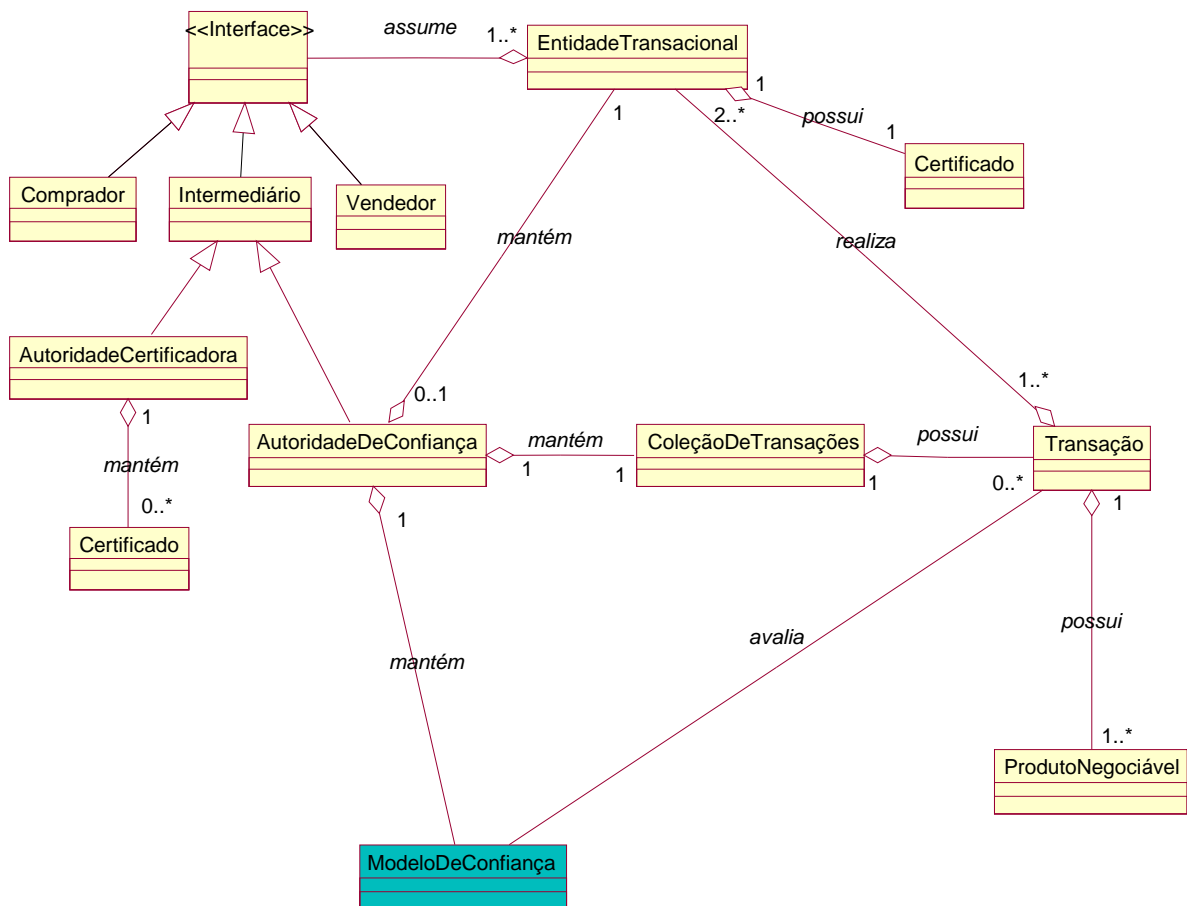 <<Interface>>
assume
1..*
EntidadeTransacional
1
possui
1
Certificado
1
2..*
Comprador
Intermediário
Vendedor
mantém
realiza
AutoridadeCertificadora
1
mantém
0..*
Certificado
0..1
AutoridadeDeConfiança
1
mantém
1
ColeçãoDeTransações
1
possui
0..*
1..*
Transação
1
1
mantém
avalia
possui
1..*
ProdutoNegociável
ModeloDeConfiança